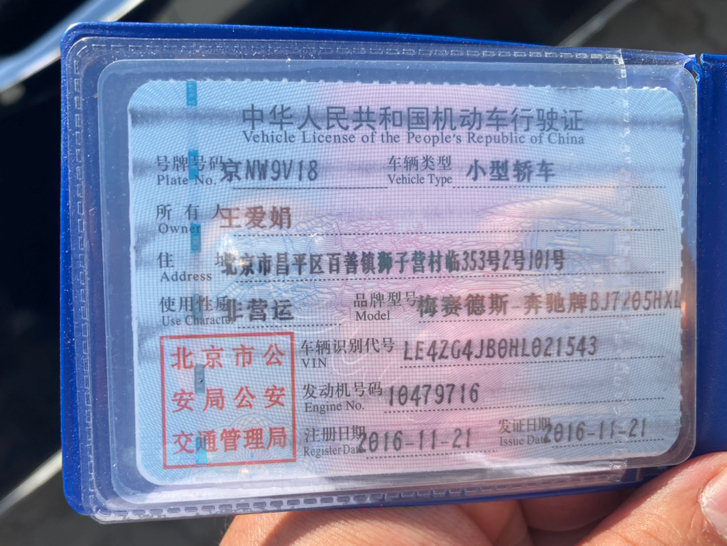 中华人民共和国机动车行驶证
Vehicle License of the People's Republic of China
号牌号码 京NW9V18 车辆类型 小型轿车
Plate No. Vehicle Type
所有人 王爱娟
Owner
住址 北京市昌平区百善镇狮子营村临353号2号101号
Address
使用性质 非营运 品牌型号 梅赛德斯-奔驰牌BJ7205HXL
Use Character Model
北京市公安局公安交通管理局
车辆识别代号 LE4ZG4JB0HL021543
VIN
发动机号码 10479716
Engine No.
注册日期 2016-11-21 发证日期 2016-11-21
Register Date Issue Date